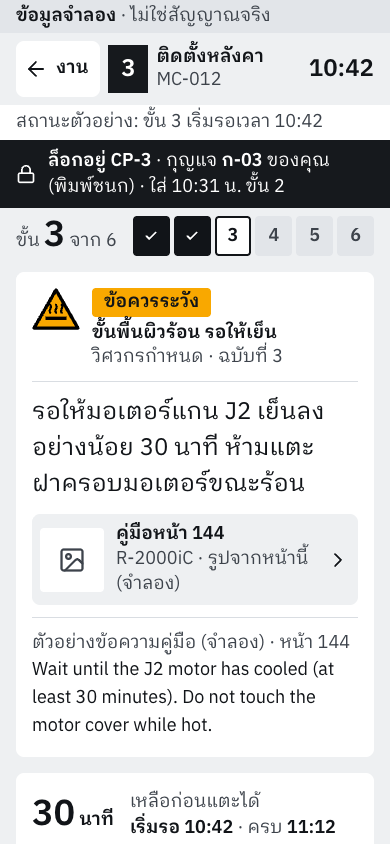 ข้อมูลจำลอง · ไม่ใช่สัญญาณจริง
← งาน
3
ติดตั้งหลังคา
MC-012
10:42
สถานะตัวอย่าง: ขั้น 3 เริ่มรอเวลา 10:42
ล็อกอยู่ CP-3 · กุญแจ ก-03 ของคุณ
(พิมพ์ชนก) · ใส่ 10:31 น. ขั้น 2
ขั้น 3 จาก 6
3 4 5 6
ข้อควรระวัง
ขั้นพื้นผิวร้อน รอให้เย็น
วิศวกรกำหนด · ฉบับที่ 3
รอให้มอเตอร์แกน J2 เย็นลง
อย่างน้อย 30 นาที ห้ามแตะ
ฝาครอบมอเตอร์ขณะร้อน
คู่มือหน้า 144
R-2000iC · รูปจากหน้านี้
(จำลอง)
ตัวอย่างข้อความคู่มือ (จำลอง) · หน้า 144
Wait until the J2 motor has cooled (at
least 30 minutes). Do not touch the
motor cover while hot.
30 นาที
เหลือก่อนแตะได้
เริ่มรอ 10:42 · ครบ 11:12